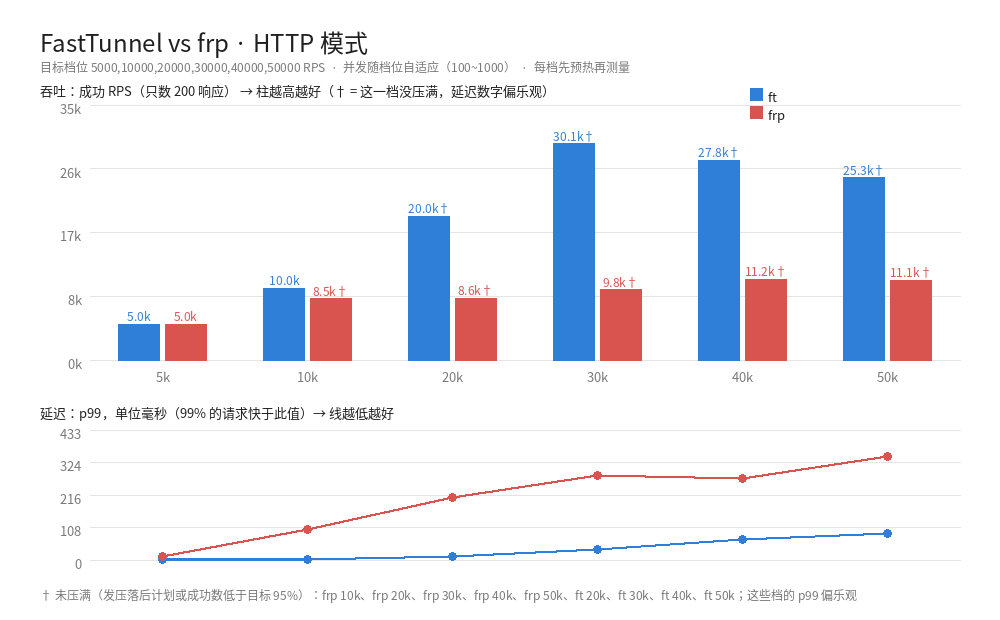 FastTunnel vs frp · HTTP 模式
目标档位 5000,10000,20000,30000,40000,50000 RPS · 并发随档位自适应（100~1000） · 每档先预热再测量
吞吐：成功 RPS（只数 200 响应） → 柱越高越好（† = 这一档没压满，延迟数字偏乐观）
ft
frp
35k
26k
17k
8k
0k
5.0k
5.0k
10.0k
8.5k †
20.0k †
8.6k †
30.1k †
9.8k †
27.8k †
11.2k †
25.3k †
11.1k †
5k
10k
20k
30k
40k
50k
延迟：p99，单位毫秒（99% 的请求快于此值）→ 线越低越好
433
324
216
108
0
† 未压满（发压落后计划或成功数低于目标 95%）：frp 10k、frp 20k、frp 30k、frp 40k、frp 50k、ft 20k、ft 30k、ft 40k、ft 50k；这些档的 p99 偏乐观